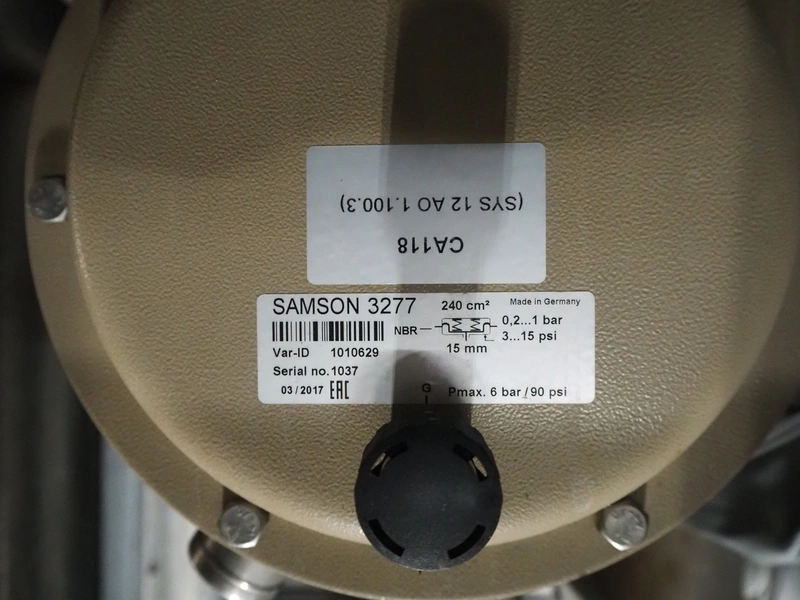 CA118
(SYS 12 AO 1.100.3)
SAMSON 3277
240 cm²
Made in Germany
NBR
0,2...1 bar
3...15 psi
15 mm
Var-ID 1010629
Serial no.1037
03 / 2017 EAC
G
Pmax. 6 bar / 90 psi